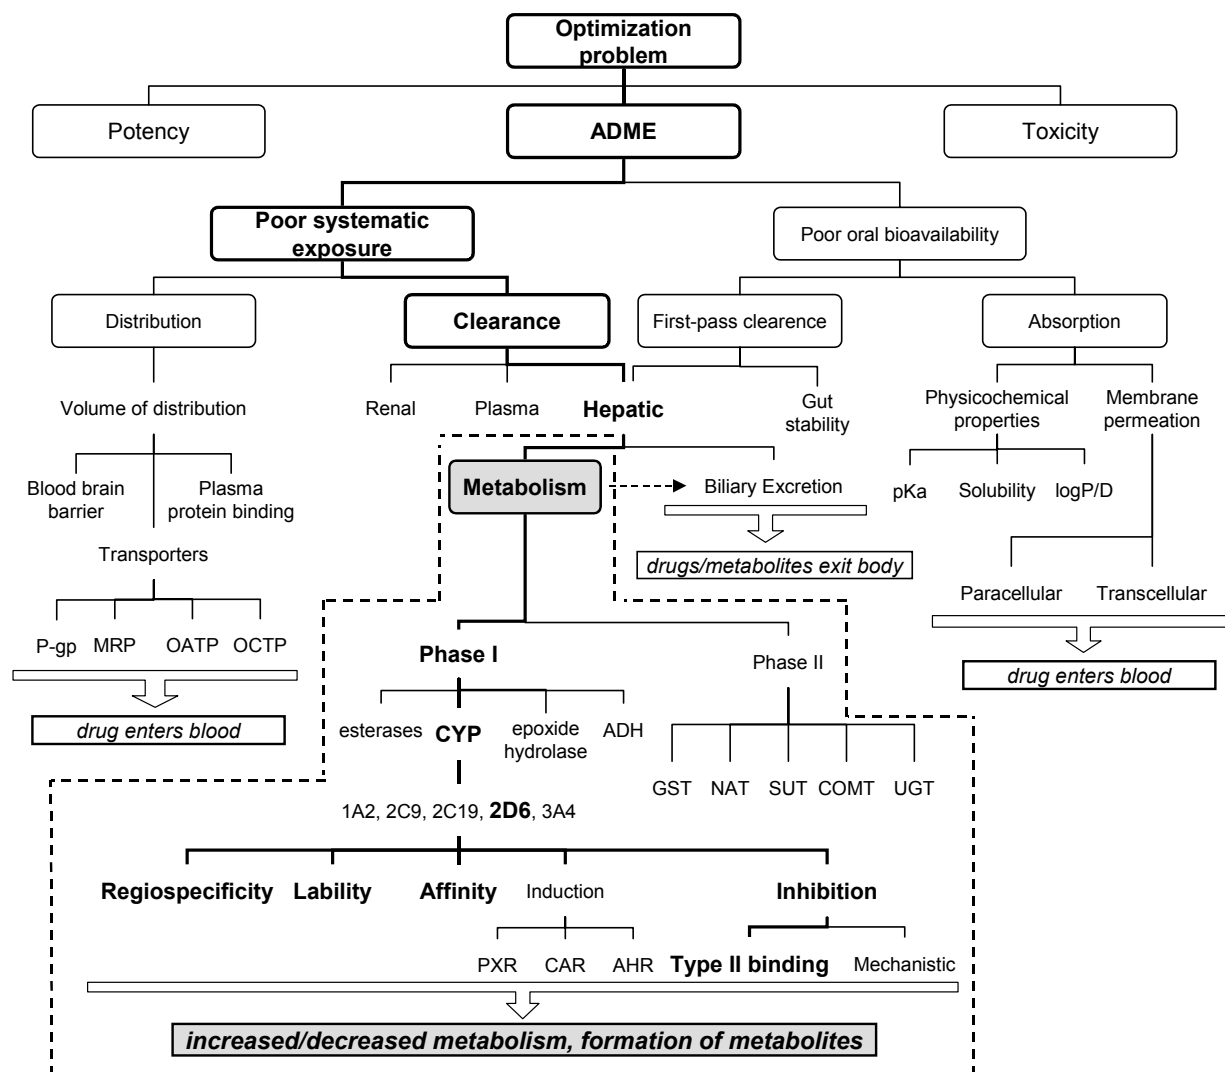 Optimization
problem
Potency
ADME
Toxicity
Poor systematic
exposure
Poor oral bioavailability
Distribution
Clearance
First-pass clearence
Absorption
Volume of distribution
Renal
Plasma
Hepatic
Gut
stability
Physicochemical
properties
Membrane
permeation
Blood brain
barrier
Plasma
protein binding
Metabolism
Biliary Excretion
pKa
Solubility
logP/D
Transporters
drugs/metabolites exit body
Paracellular
Transcellular
P-gp
MRP
OATP
OCTP
Phase I
Phase II
drug enters blood
drug enters blood
esterases
CYP
epoxide
hydrolase
ADH
GST
NAT
SUT
COMT
UGT
1A2, 2C9, 2C19, 2D6, 3A4
Regiospecificity
Lability
Affinity
Induction
Inhibition
PXR
CAR
AHR
Type II binding
Mechanistic
increased/decreased metabolism, formation of metabolites